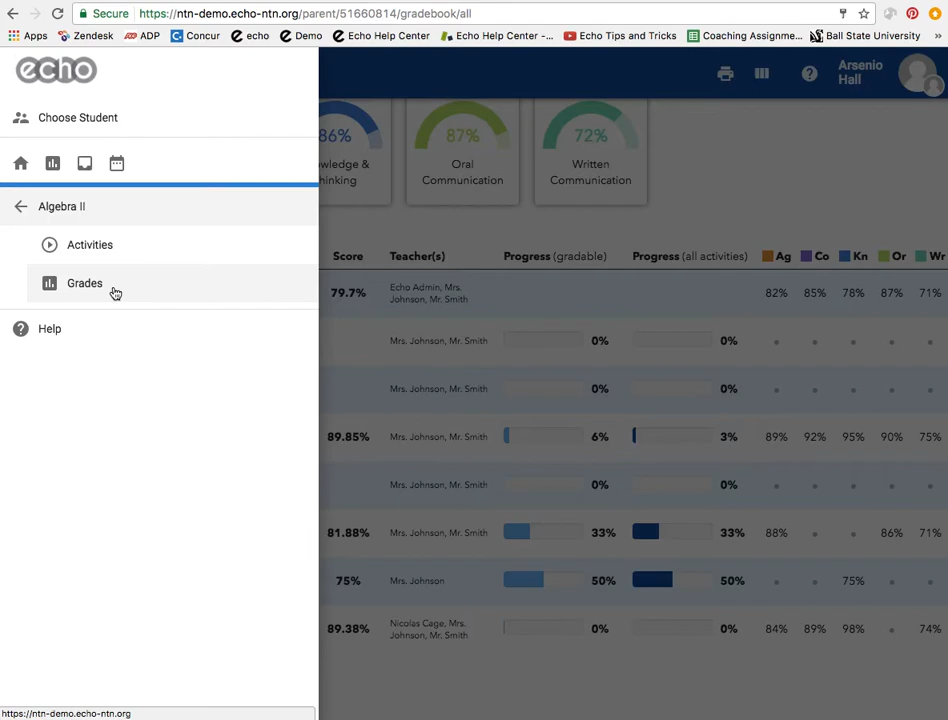 Secure https://ntn-demo.echo-ntn.org/parent/51660814/gradebook/all
Apps Zendesk ADP Concur echo Demo Echo Help Center Echo Help Center -... Echo Tips and Tricks Coaching Assignme... Ball State University »
echo
Arsenio
Hall
Choose Student
Algebra II
Activities
Grades
Help
86% 87% 72%
Oral Written
Communication Communication
Score Teacher(s) Progress (gradable) Progress (all activities) Ag Co Kn Or Wr
79.7% Echo Admin, Mrs. Johnson, Mr. Smith 82% 85% 78% 87% 71%
Mrs. Johnson, Mr. Smith 0% 0%
Mrs. Johnson, Mr. Smith 0% 0%
89.85% Mrs. Johnson, Mr. Smith 6% 3% 89% 92% 95% 90% 75%
Mrs. Johnson, Mr. Smith 0% 0%
81.88% Mrs. Johnson, Mr. Smith 33% 33% 88% 86% 71%
75% Mrs. Johnson 50% 50% 75%
89.38% Nicolas Cage, Mrs. Johnson, Mr. Smith 0% 0% 84% 89% 98% 74%
https://ntn-demo.echo-ntn.org